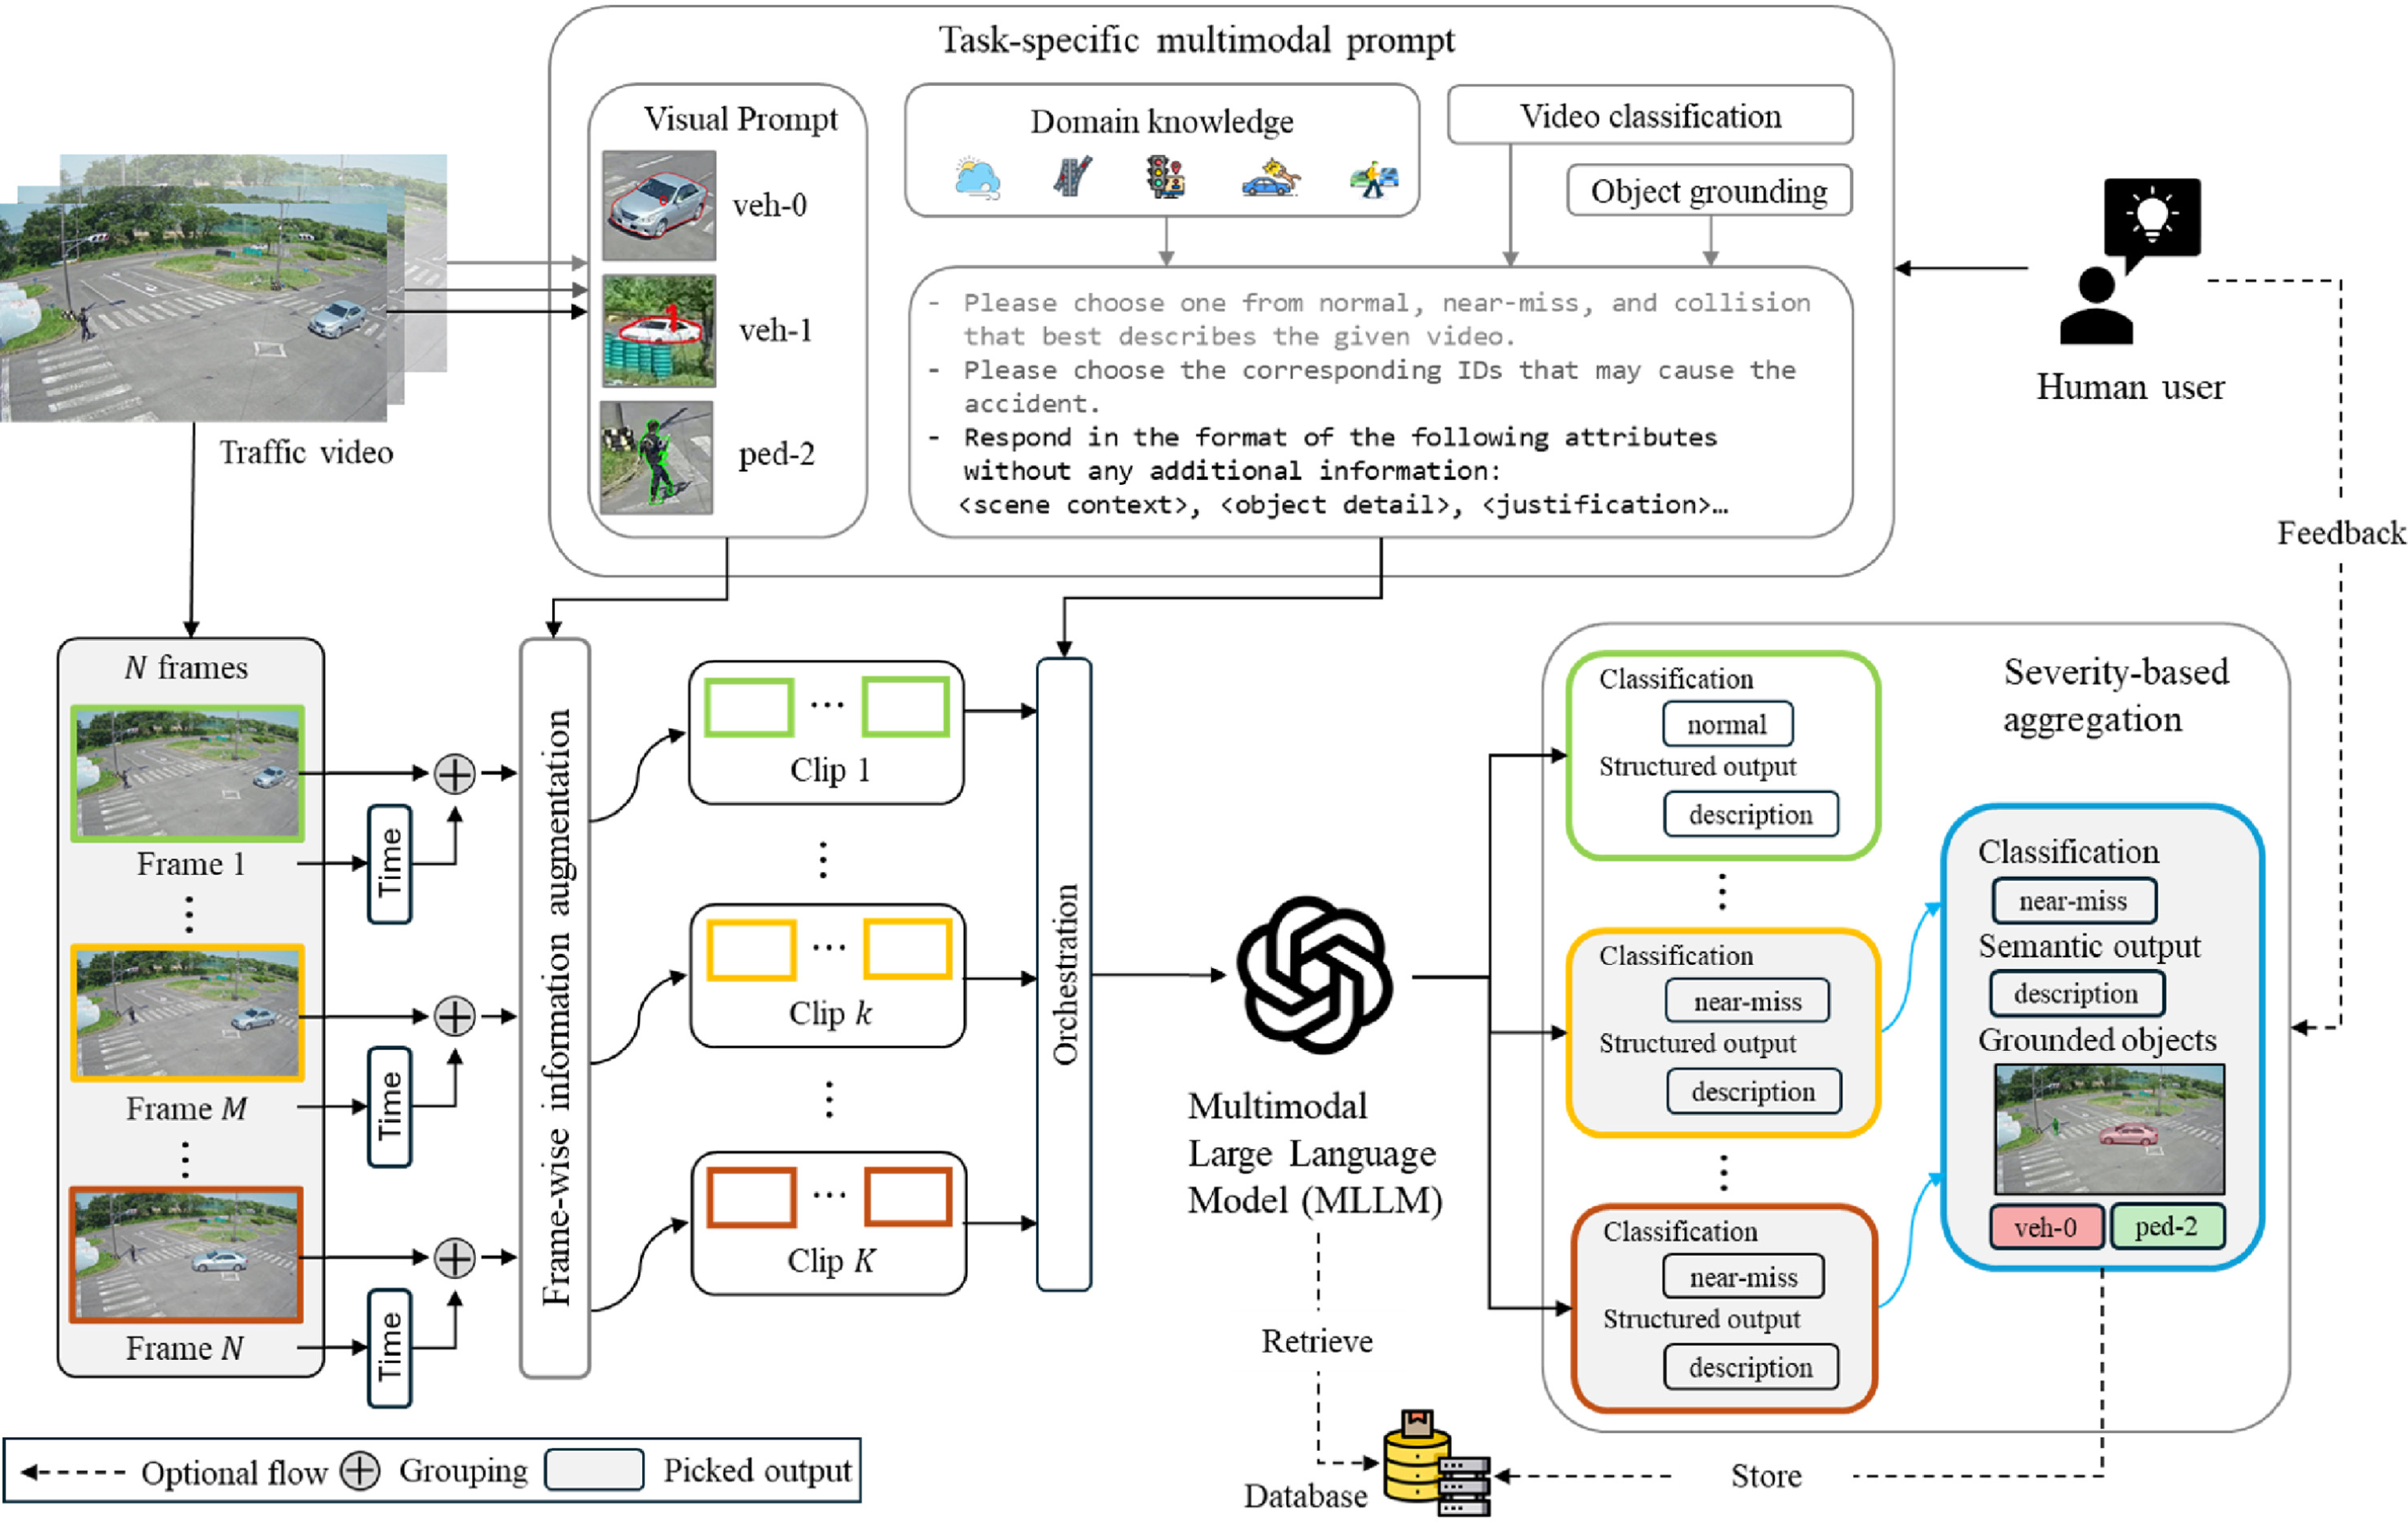 Task-specific multimodal prompt
Visual Prompt
veh-0
1
veh-1
ped-2
Domain knowledge
Video classification
Object grounding
- Please choose one from normal, near-miss, and collision
that best describes the given video.
- Please choose the corresponding IDs that may cause the
accident.
- Respond in the format of the following attributes
without any additional information:
<scene context>, <object detail>, <justification>…
Human user
Feedback
Traffic video
N frames
Frame 1
Time
Frame M
Time
Frame N
Time
Frame-wise information augmentation
Clip 1
Clip k
Clip K
Orchestration
Multimodal
Large Language
Model (MLLM)
Retrieve
Database
Store
Severity-based
aggregation
Classification
normal
Structured output
description
Classification
near-miss
Structured output
description
Classification
near-miss
Structured output
description
Classification
near-miss
Semantic output
description
Grounded objects
veh-0
ped-2
Optional flow
Grouping
Picked output